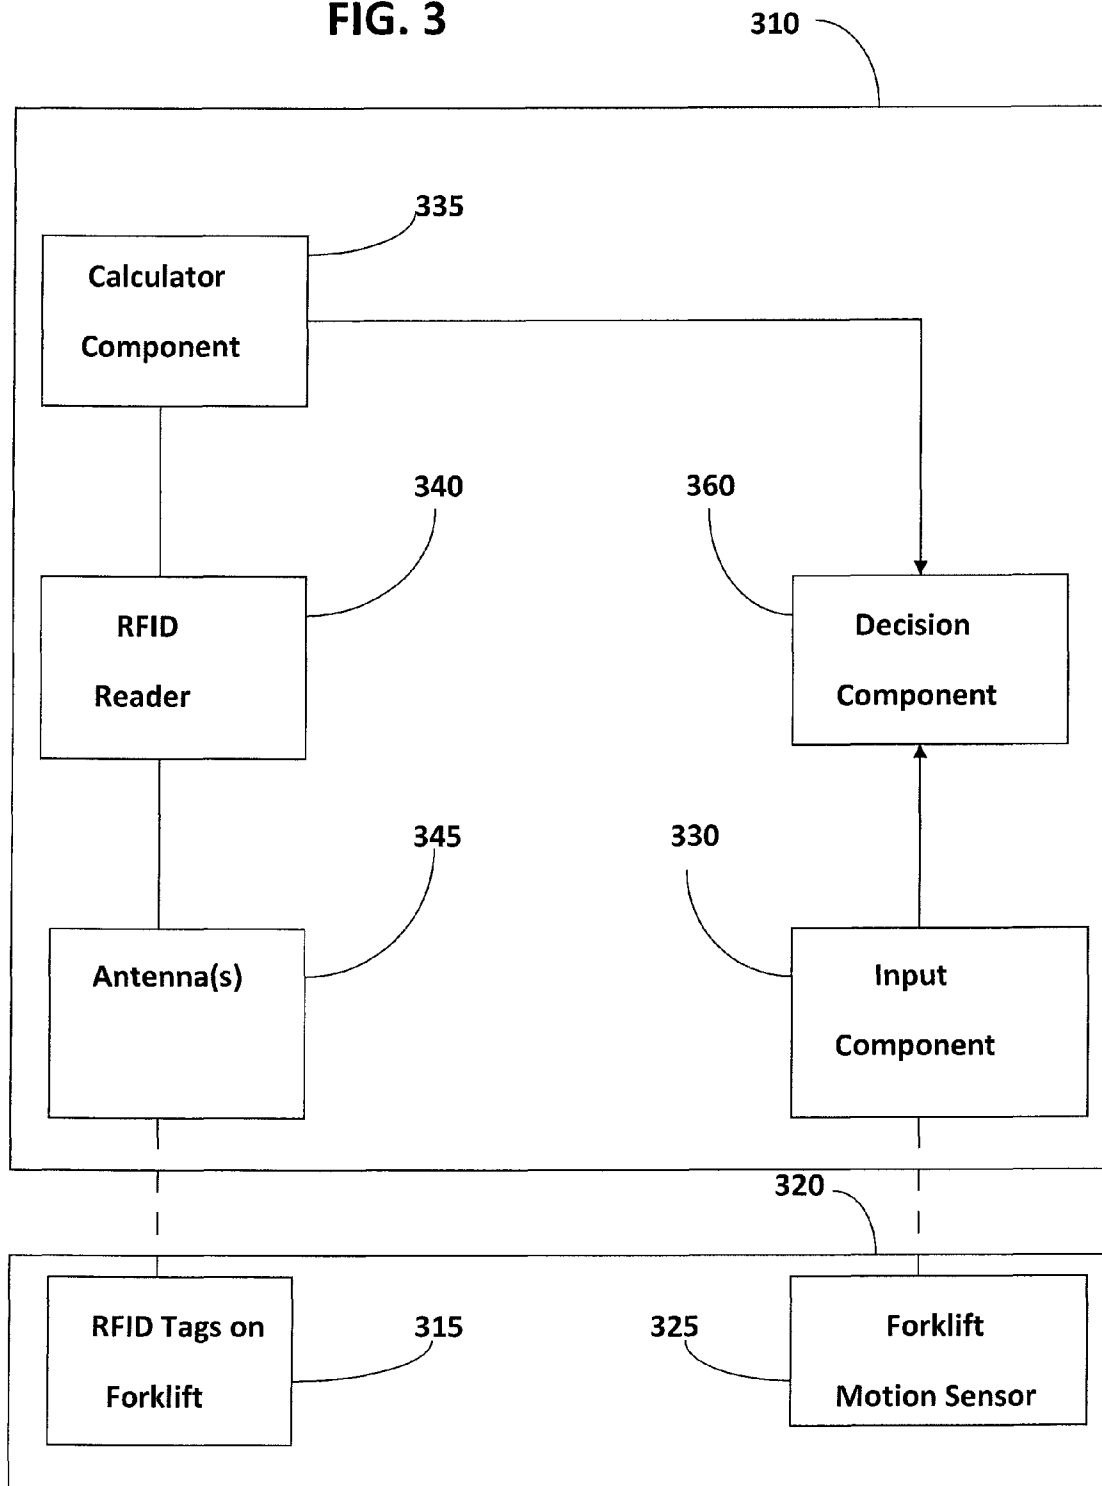 FIG. 3
310
335
Calculator
Component
340
360
RFID
Reader
Decision
Component
345
330
Antenna(s)
Input
Component
320
RFID Tags on
Forklift
315
325
Forklift
Motion Sensor